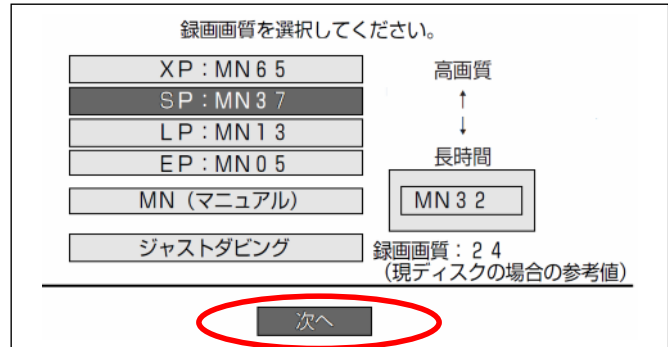 録画画質を選択してください。
XP：MN65
SP：MN37
LP：MN13
EP：MN05
MN（マニュアル）
ジャストダビング
高画質
↑
↓
長時間
MN32
録画画質：24
（現ディスクの場合の参考値）
次へ